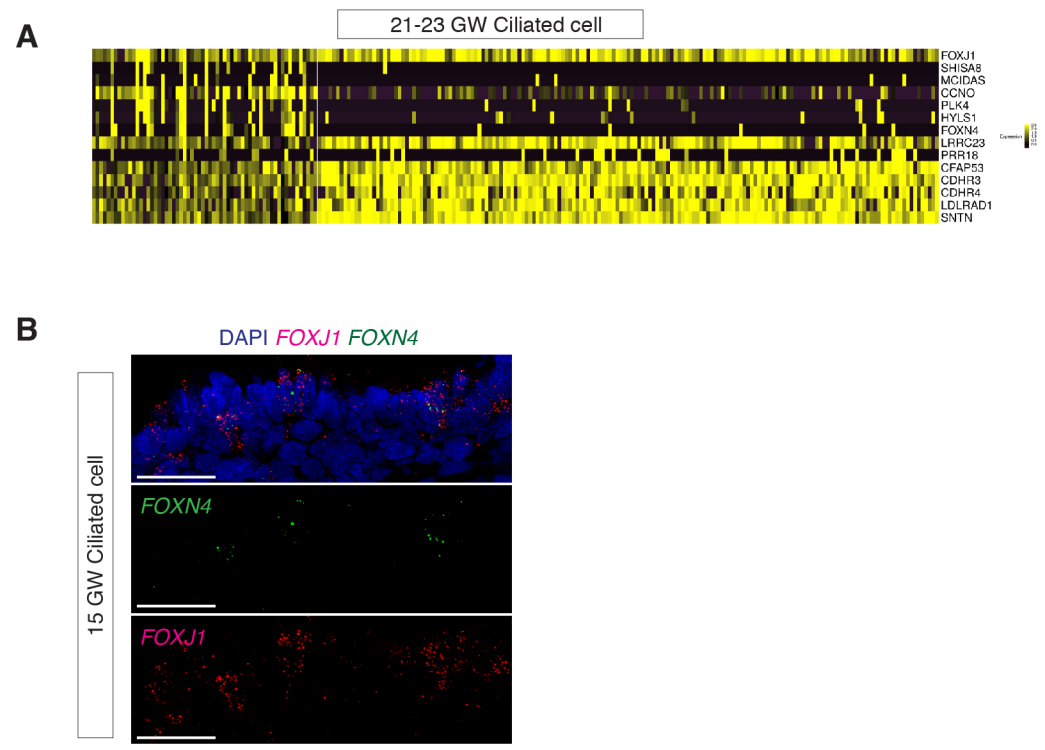 A
21-23 GW Ciliated cell
FOXJ1
SHISA8
MCIDAS
CCNO
PLK4
HYLS1
FOXN4
LRRC23
PRR18
CFAP53
CDHR3
CDHR4
LDLRAD1
SNTN
Expression
B
DAPI FOXJ1 FOXN4
15 GW Ciliated cell
FOXN4
FOXJ1